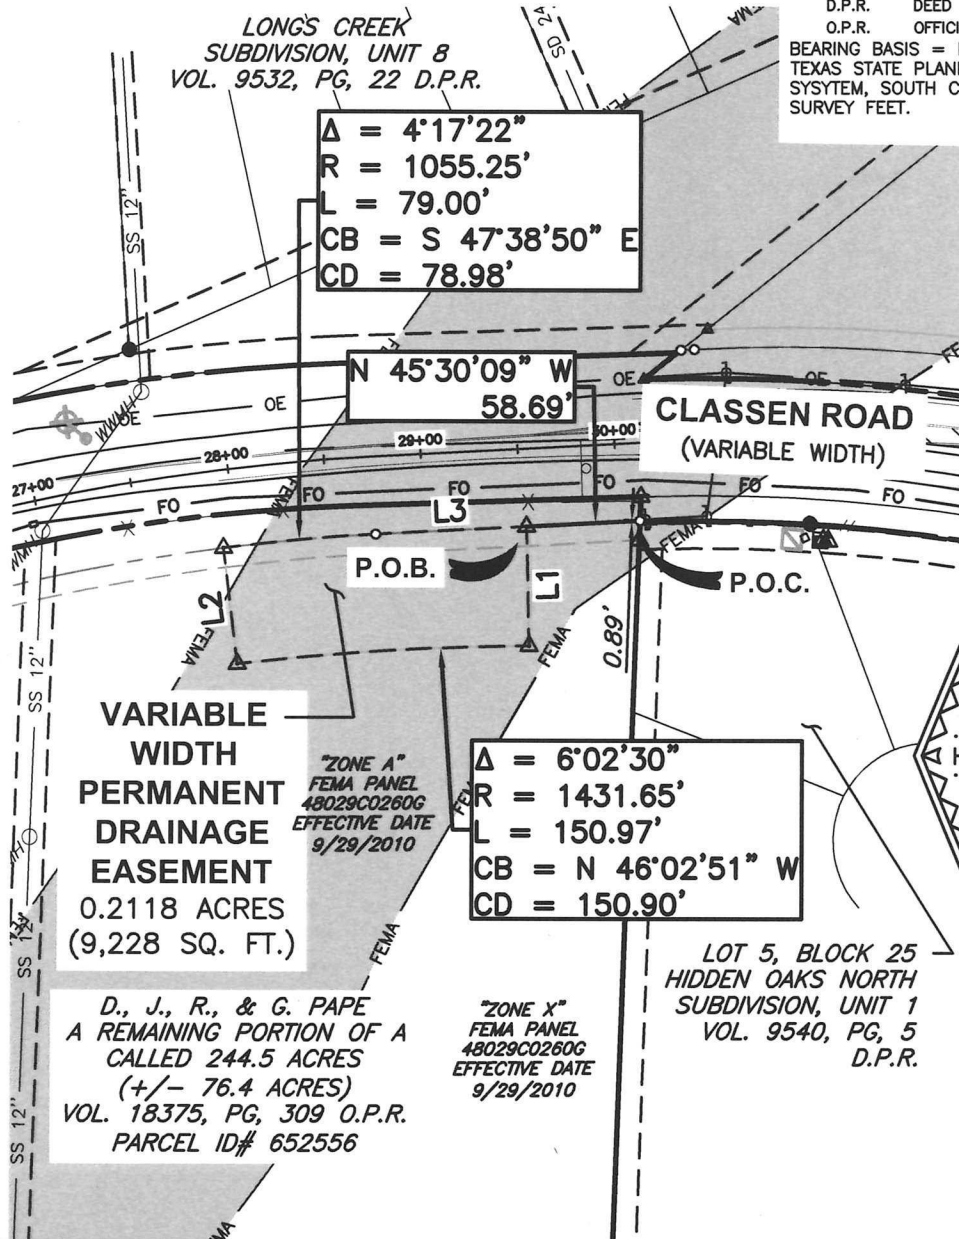 LONGS CREEK
SUBDIVISION, UNIT 8
VOL. 9532, PG, 22 D.P.R.
SD 24
FEMA
D.P.R. DEED
O.P.R.
BEARING BASIS =
TEXAS STATE
SYSYTEM, SOUTH
SURVEY FEET.
FEMA
Δ = 4°17'22"
R = 1055.25'
L = 79.00'
CB = S 47°38'50" E
CD = 78.98'
SS 12"
FEMA
N 45°30'09" W
58.69'
OE
OE
OE
OE
CLASSEN ROAD
(VARIABLE WIDTH)
27+00
28+00
29+00
30+00
FO
FO
FO
FO
FO
FO
FEMA
L3
FEMA
P.O.B.
P.O.C.
L1
L2
0.89'
FEMA
FEMA
SS 12"
VARIABLE
WIDTH
PERMANENT
DRAINAGE
EASEMENT
0.2118 ACRES
(9,228 SQ. FT.)
"ZONE A"
FEMA PANEL
48029C0260G
EFFECTIVE DATE
9/29/2010
Δ = 6°02'30"
R = 1431.65'
L = 150.97'
CB = N 46°02'51" W
CD = 150.90'
FEMA
SS 12"
LOT 5, BLOCK 25
HIDDEN OAKS NORTH
SUBDIVISION, UNIT 1
VOL. 9540, PG, 5
D.P.R.
D., J., R., & G. PAPE
A REMAINING PORTION OF A
CALLED 244.5 ACRES
(+/- 76.4 ACRES)
VOL. 18375, PG, 309 O.P.R.
PARCEL ID# 652556
"ZONE X"
FEMA PANEL
48029C0260G
EFFECTIVE DATE
9/29/2010
SS 12"